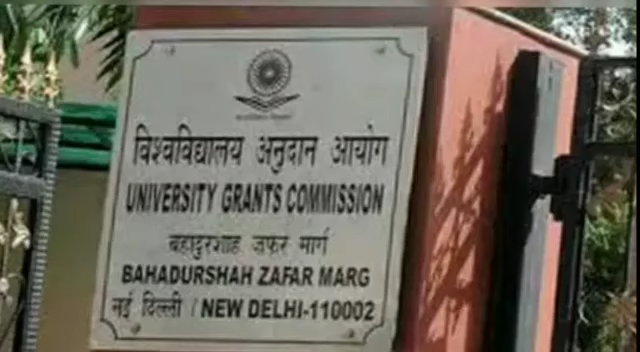 विश्वविद्यालय अनुदान आयोग
UNIVERSITY GRANTS COMMISSION
बहादुरशाह ज़फर मार्ग
BAHADURSHAH ZAFAR MARG
नई दिल्ली / NEW DELHI-110002